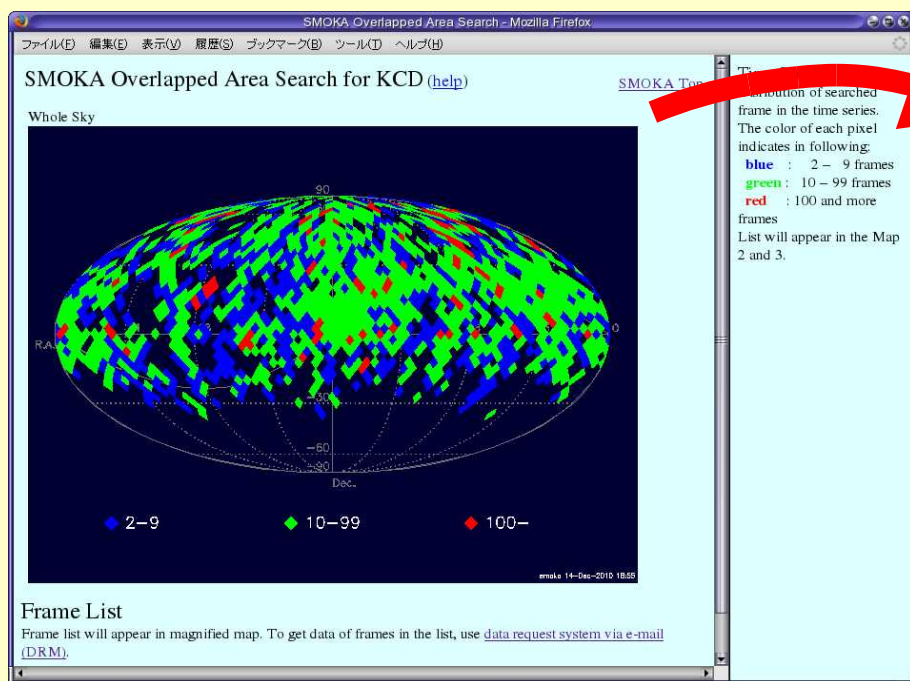 SMOKA Overlapped Area Search - Mozilla Firefox
ファイル(F) 編集(E) 表示(V) 履歴(S) ブックマーク(B) ツール(T) ヘルプ(H)
SMOKA Overlapped Area Search for KCD (help)
SMOKA Top
Whole Sky
90
R.A.
0
-30
-60
-90
Dec.
2-9
10-99
100-
smoka 14-Dec-2010 18:55
Frame List
Frame list will appear in magnified map. To get data of frames in the list, use data request system via e-mail
(DRM).
of searched
frame in the time series.
The color of each pixel
indicates in following:
blue : 2 - 9 frames
green : 10 - 99 frames
red : 100 and more
frames
List will appear in the Map
2 and 3.